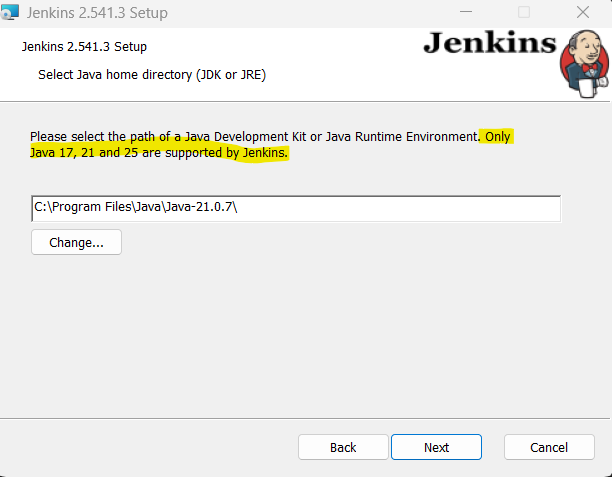 Jenkins 2.541.3 Setup
Jenkins 2.541.3 Setup
Jenkins
Select Java home directory (JDK or JRE)
Please select the path of a Java Development Kit or Java Runtime Environment. Only
Java 17, 21 and 25 are supported by Jenkins.
C:\Program Files\Java\Java-21.0.7\
Change...
Back
Next
Cancel